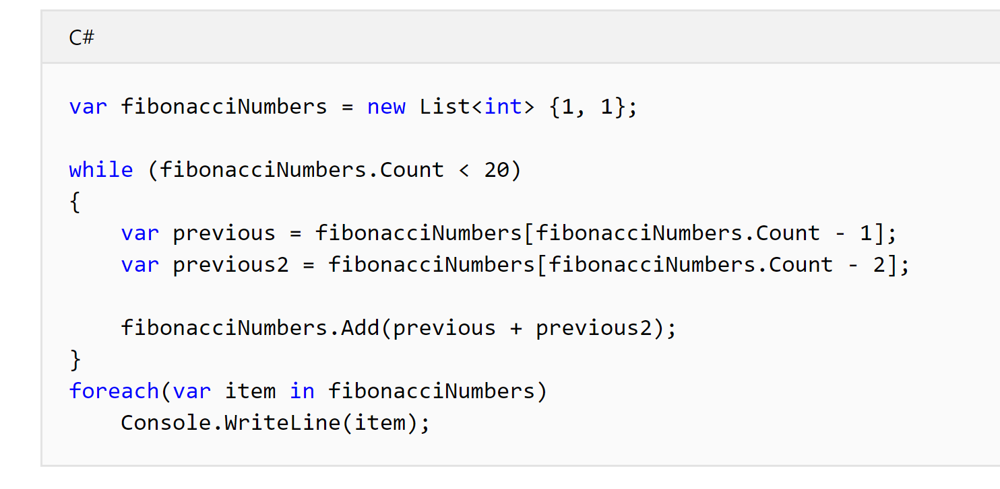 C#
var fibonacciNumbers = new List<int> {1, 1};
while (fibonacciNumbers.Count < 20)
{
    var previous = fibonacciNumbers[fibonacciNumbers.Count - 1];
    var previous2 = fibonacciNumbers[fibonacciNumbers.Count - 2];
    fibonacciNumbers.Add(previous + previous2);
}
foreach(var item in fibonacciNumbers)
    Console.WriteLine(item);